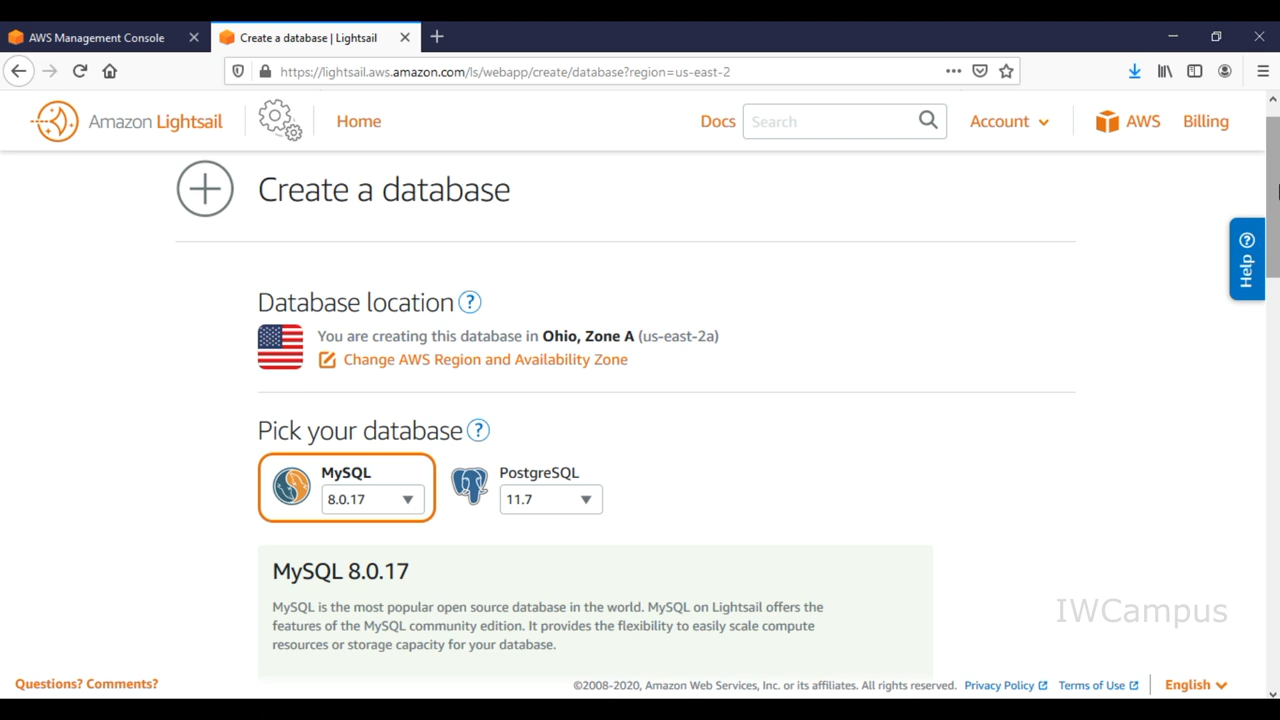 AWS Management Console
Create a database | Lightsail
https://lightsail.aws.amazon.com/ls/webapp/create/database?region=us-east-2
Amazon Lightsail
Home
Docs
Search
Account
AWS
Billing
Create a database
Help
Database location
You are creating this database in Ohio, Zone A (us-east-2a)
Change AWS Region and Availability Zone
Pick your database
MySQL
8.0.17
PostgreSQL
11.7
MySQL 8.0.17
MySQL is the most popular open source database in the world. MySQL on Lightsail offers the
features of the MySQL community edition. It provides the flexibility to easily scale compute
resources or storage capacity for your database.
IWCampus
Questions? Comments?
©2008-2020, Amazon Web Services, Inc. or its affiliates. All rights reserved.
Privacy Policy
Terms of Use
English